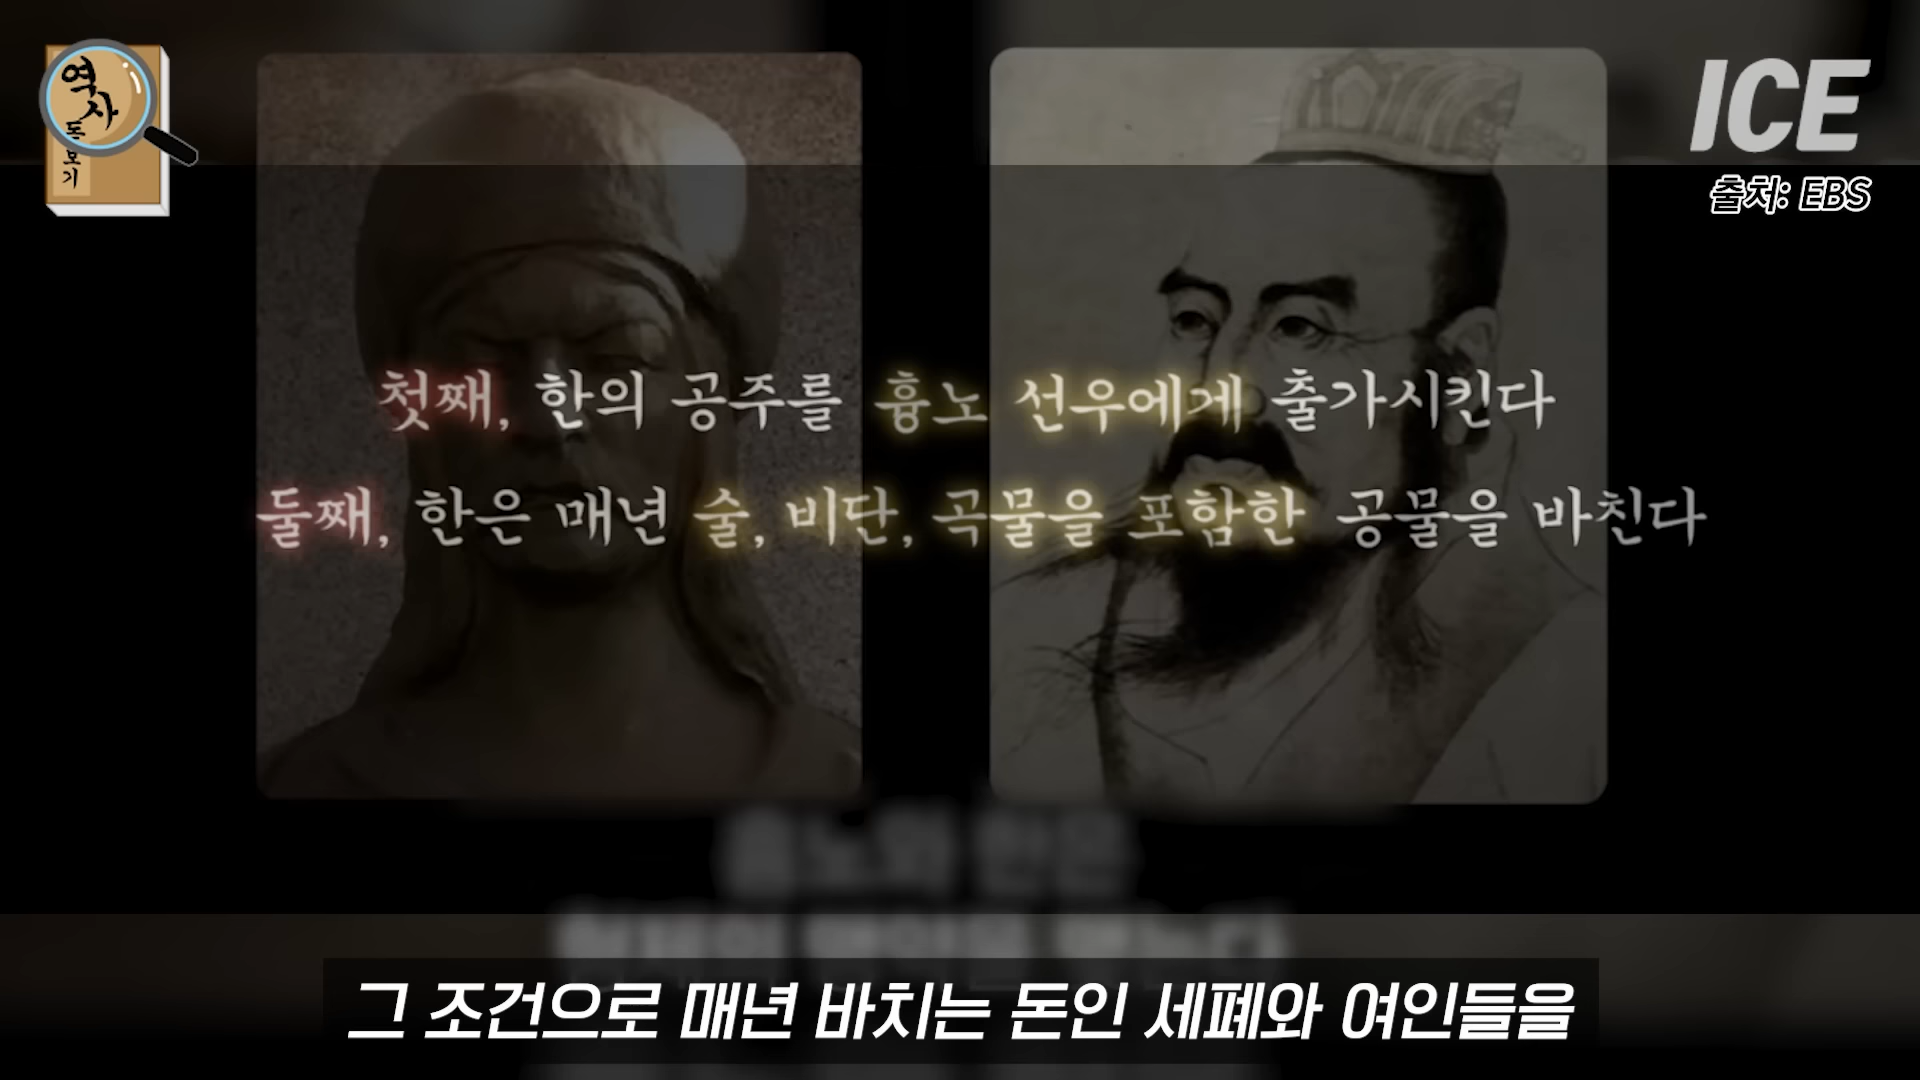 역사
돋보기
ICE
출처: EBS
첫째, 한의 공주를 흉노 선우에게 출가시킨다
둘째, 한은 매년 술, 비단, 곡물을 포함한 공물을 바친다
그 조건으로 매년 바치는 돈인 세폐와 여인들을